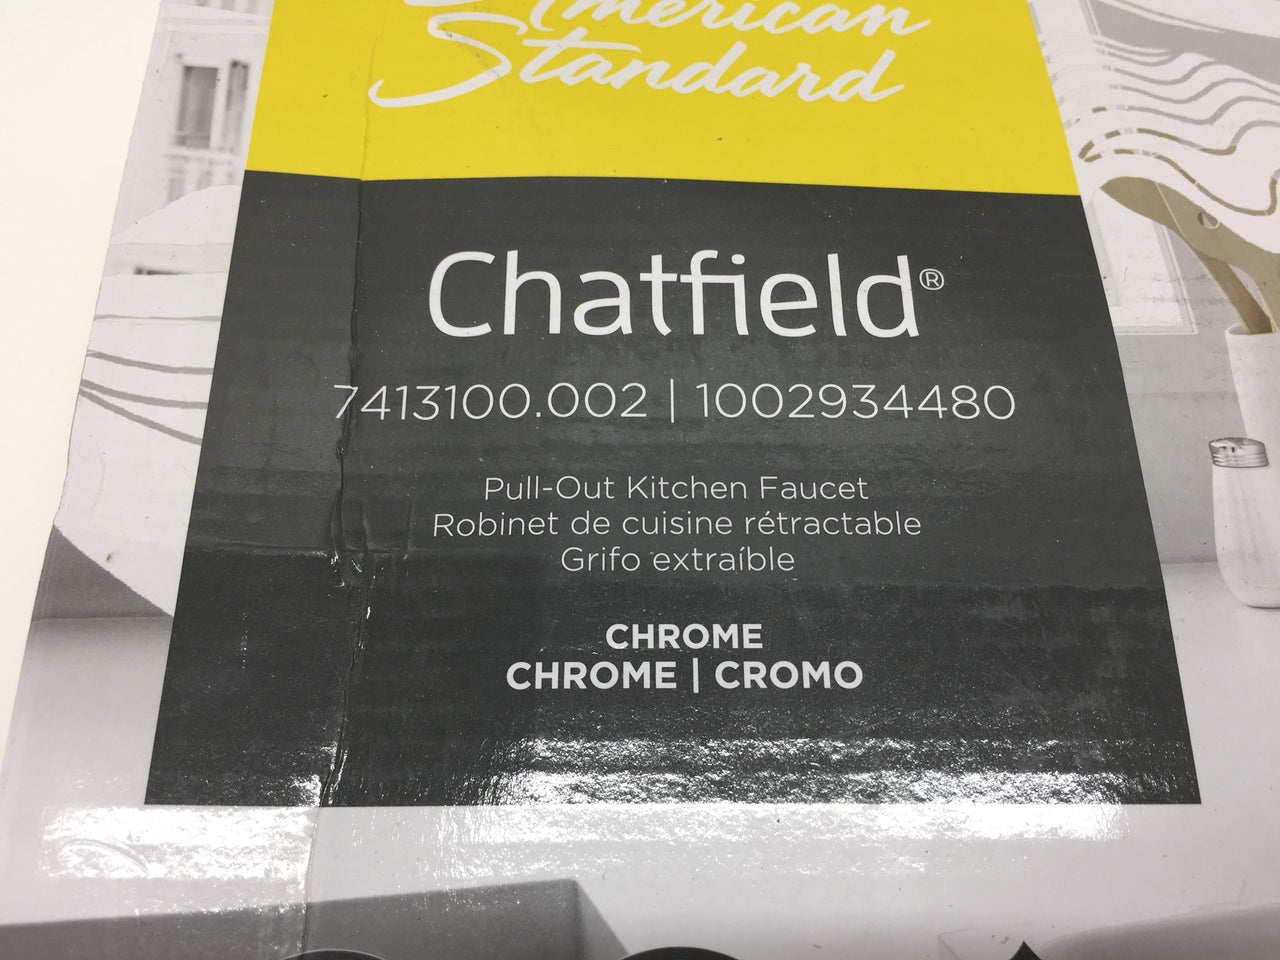 American
Standard
Chatfield®
7413100.002 | 1002934480
Pull-Out Kitchen Faucet
Robinet de cuisine rétractable
Grifo extraíble
CHROME
CHROME | CROMO